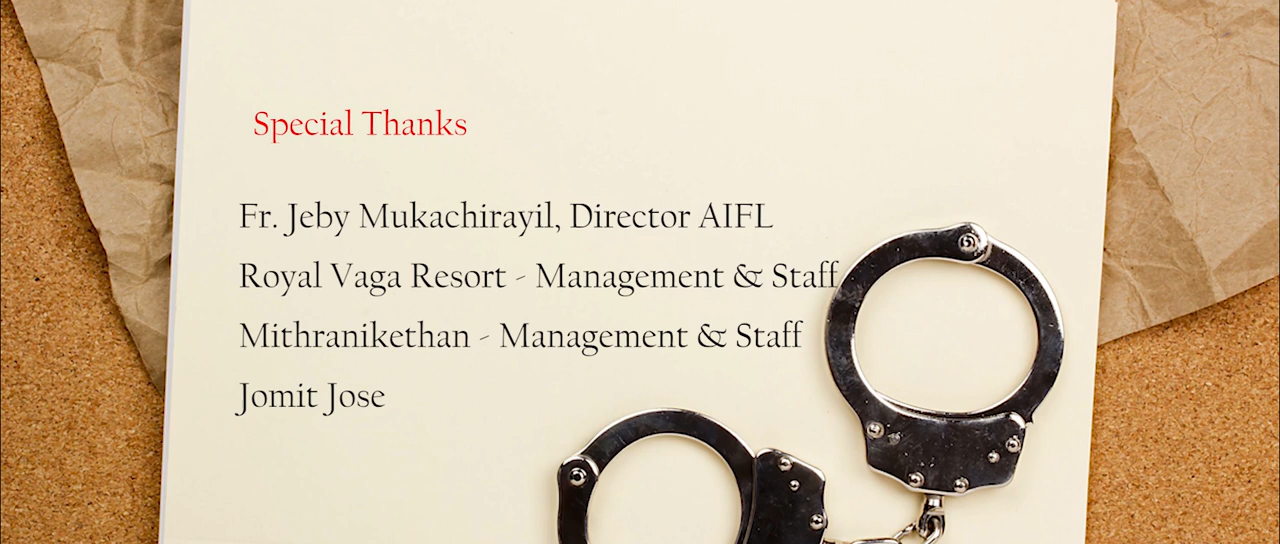 Special Thanks
Fr. Jeby Mukachirayil, Director AIFL
Royal Vaga Resort - Management & Staff
Mithranikethan - Management & Staff
Jomit Jose